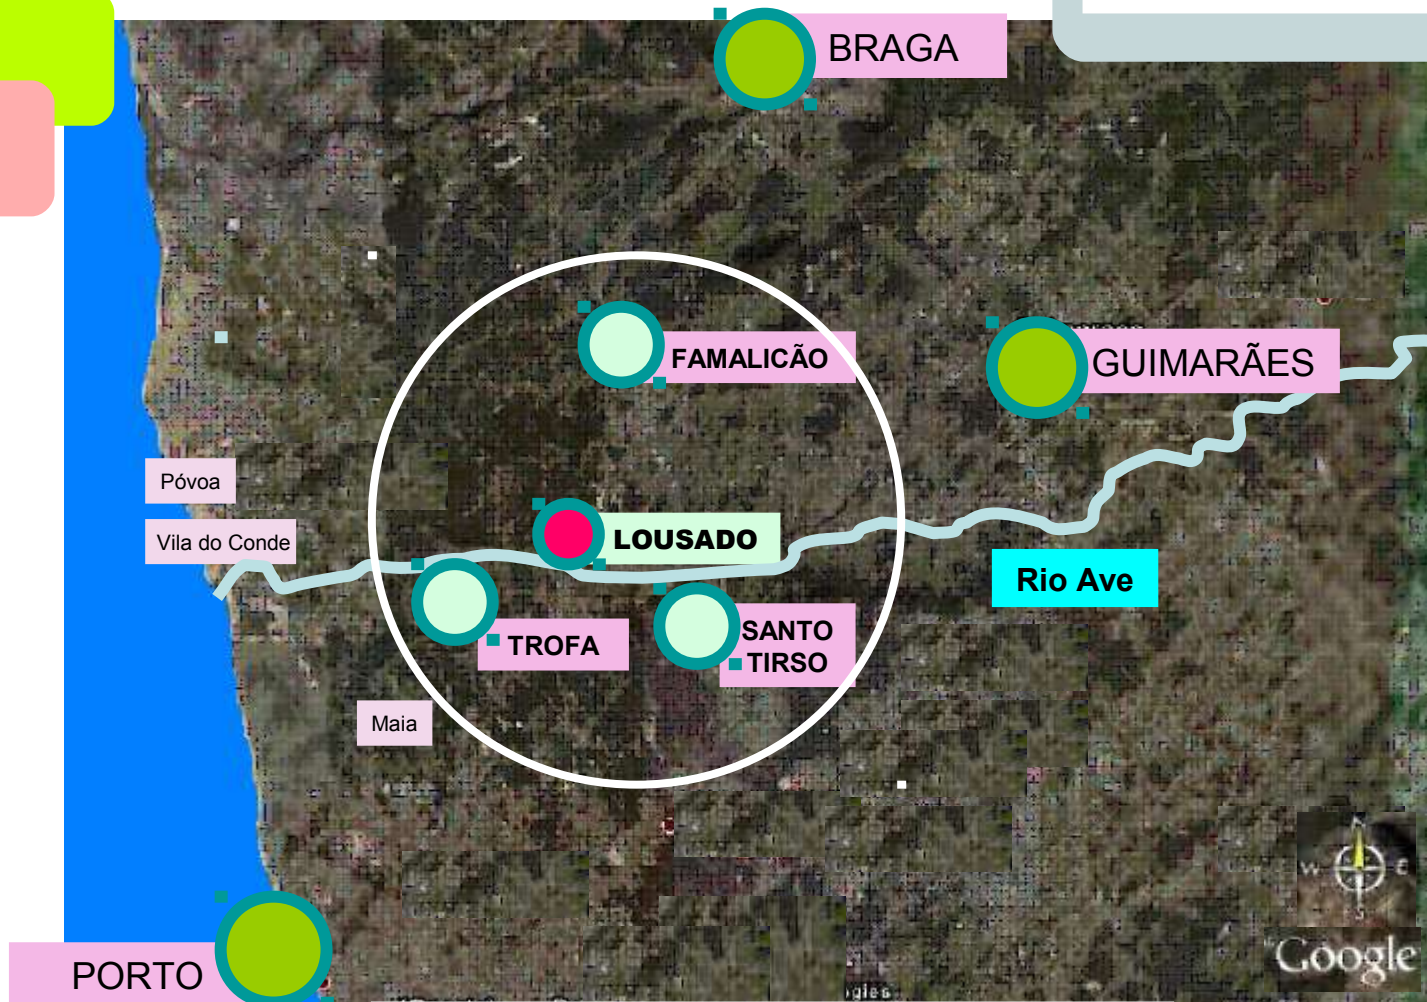 BRAGA
FAMALICÃO
GUIMARÃES
Póvoa
LOUSADO
Vila do Conde
Rio Ave
TROFA
SANTO
TIRSO
Maia
N
W
E
S
Google
PORTO